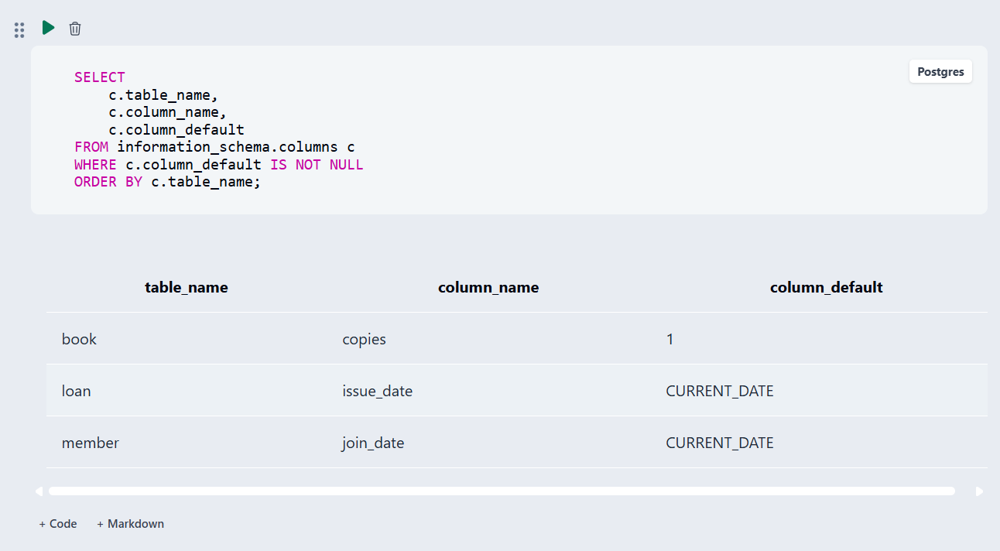 Postgres
SELECT
    c.table_name,
    c.column_name,
    c.column_default
FROM information_schema.columns c
WHERE c.column_default IS NOT NULL
ORDER BY c.table_name;
table_name column_name column_default
book copies 1
loan issue_date CURRENT_DATE
member join_date CURRENT_DATE
+ Code + Markdown